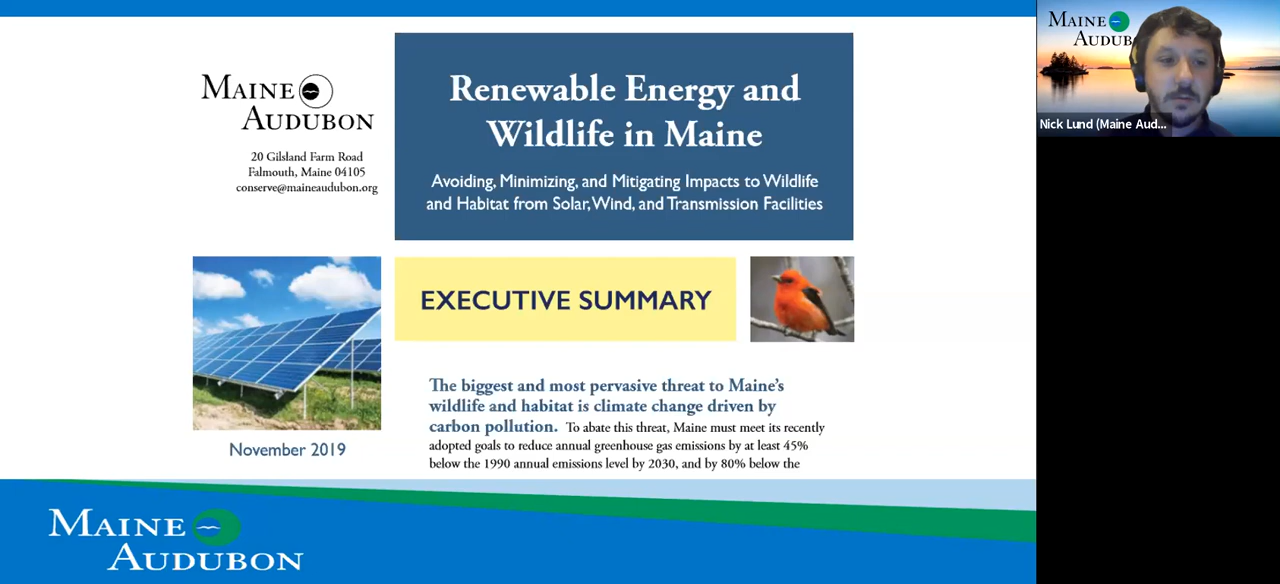 MAINE
AUDUBON
20 Gilsland Farm Road
Falmouth, Maine 04105
conserve@maineaudubon.org
Renewable Energy and
Wildlife in Maine
Avoiding, Minimizing, and Mitigating Impacts to Wildlife
and Habitat from Solar, Wind, and Transmission Facilities
EXECUTIVE SUMMARY
November 2019
The biggest and most pervasive threat to Maine's
wildlife and habitat is climate change driven by
carbon pollution. To abate this threat, Maine must meet its recently
adopted goals to reduce annual greenhouse gas emissions by at least 45%
below the 1990 annual emissions level by 2030, and by 80% below the
MAINE
AUDUBON
MAINE
AUDUB
Nick Lund (Maine Aud...